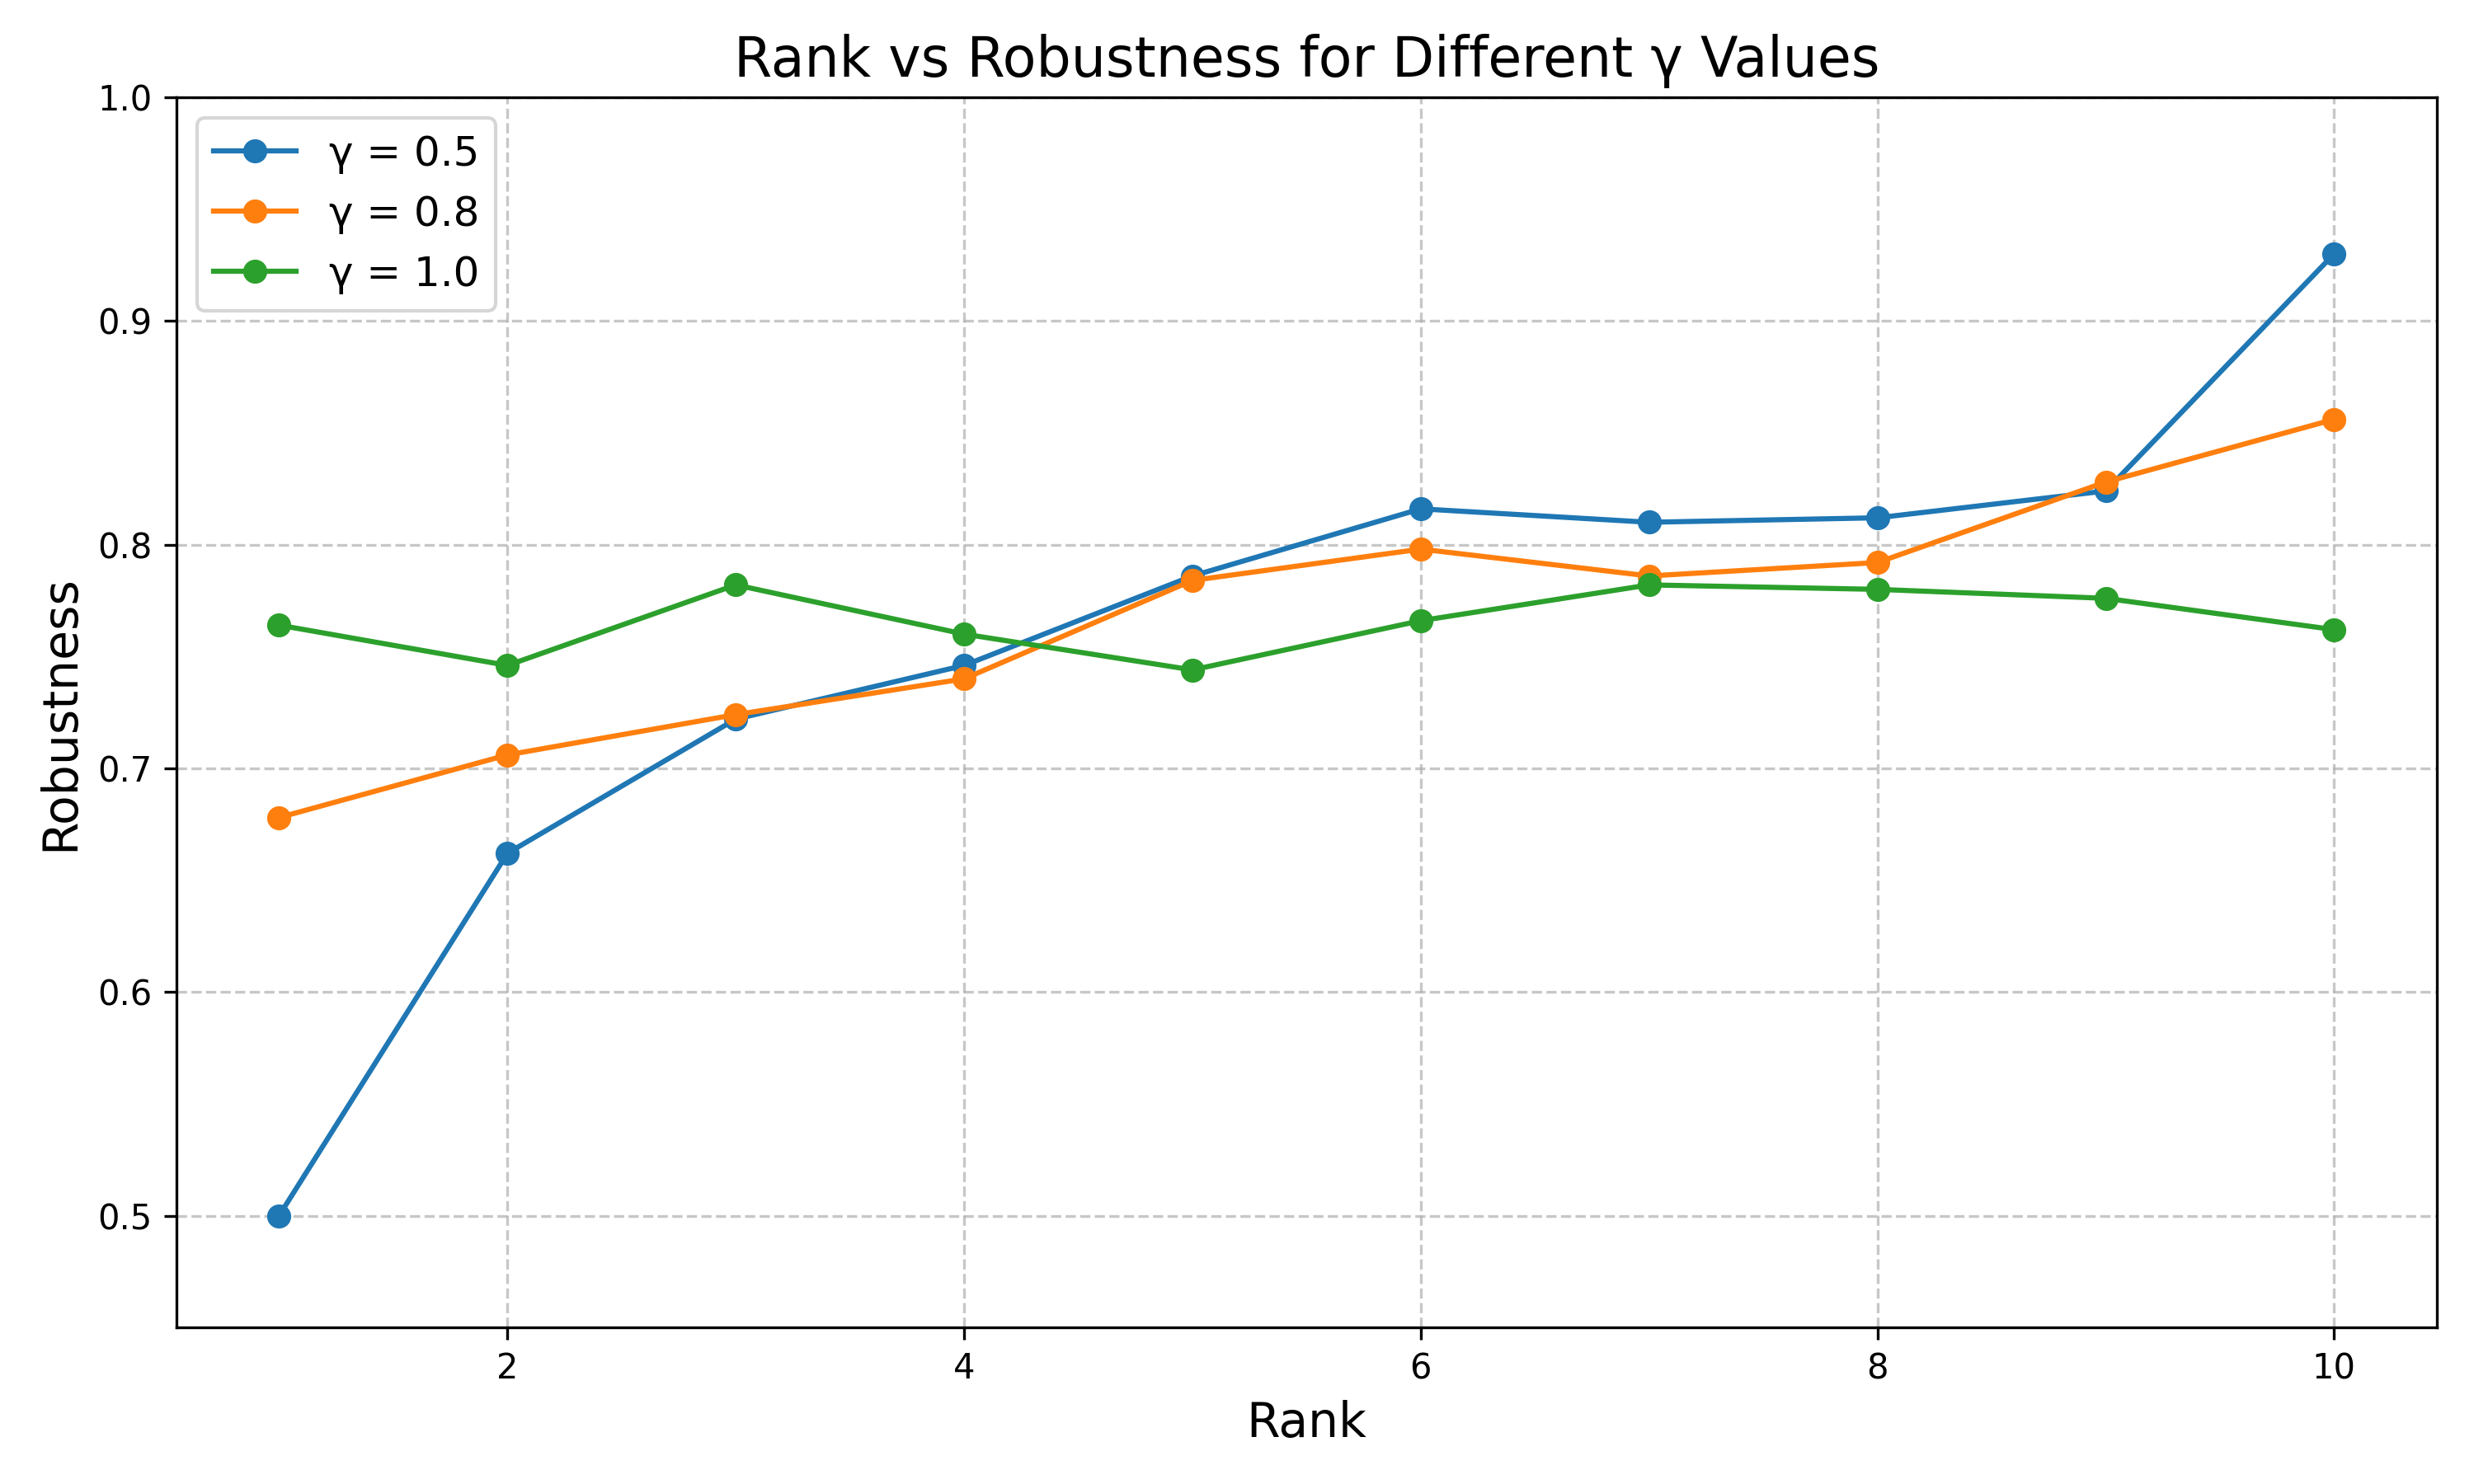 Rank vs Robustness for Different γ Values
γ = 0.5
γ = 0.8
γ = 1.0
Robustness
1.0
0.9
0.8
0.7
0.6
0.5
2 4 6 8 10
Rank